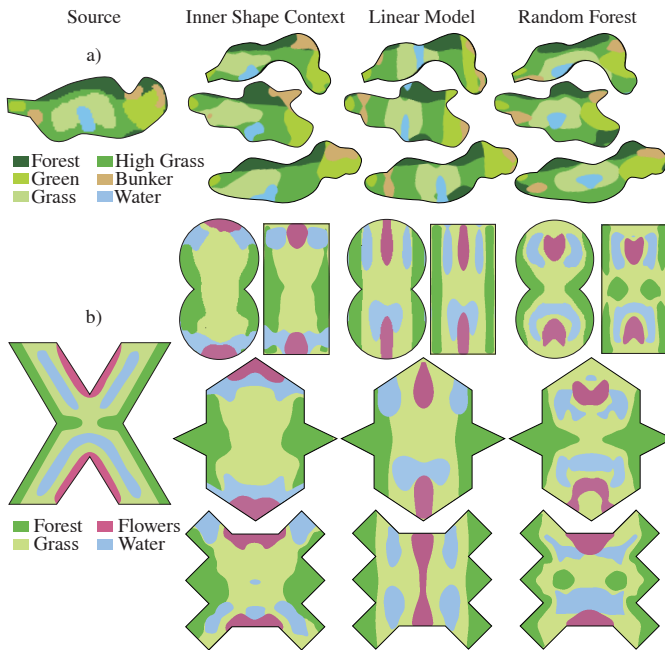 Source Inner Shape Context Linear Model Random Forest
a)
Forest High Grass
Green Bunker
Grass Water
b)
Forest Flowers
Grass Water